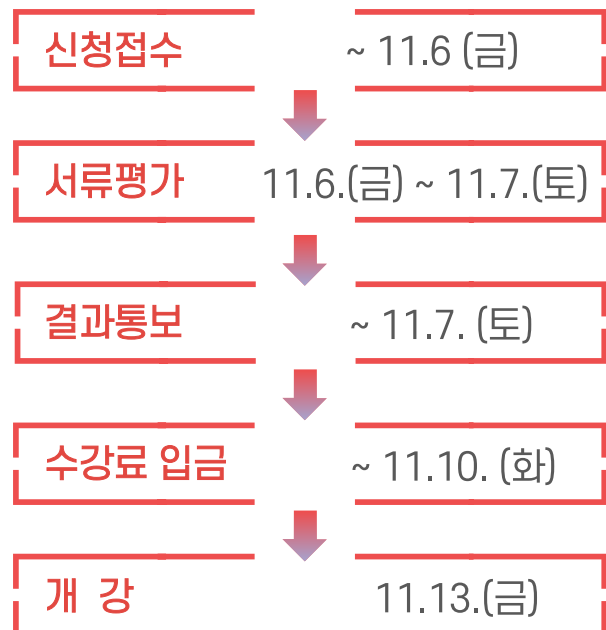 신청접수 ~ 11.6 (금)
서류평가 11.6.(금) ~ 11.7.(토)
결과통보 ~ 11.7. (토)
수강료 입금 ~ 11.10. (화)
개 강 11.13.(금)